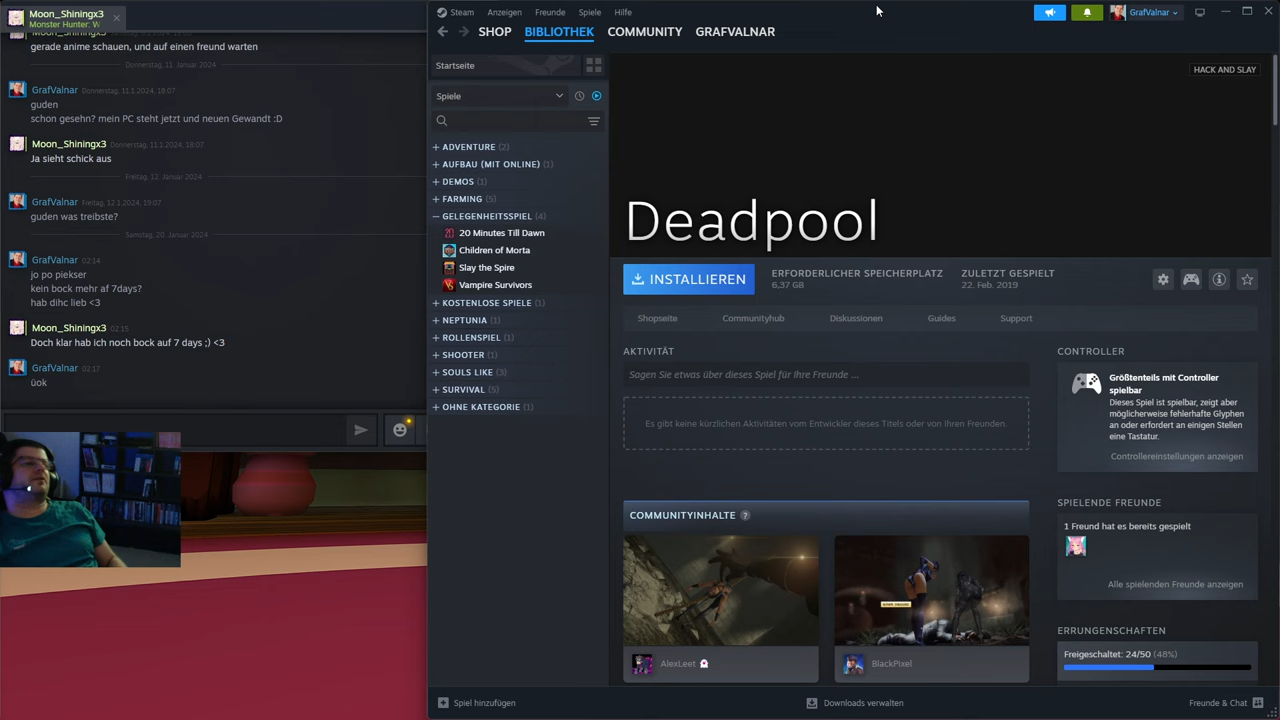 Moon_Shiningx3
Monster Hunter: W
gerade anime schauen, und auf einen freund warten
Donnerstag, 11. Januar 2024
GrafValnar Donnerstag, 11.1.2024, 18:07
guden
schon gesehn? mein PC steht jetzt und neuen Gewandt :D
Moon_Shiningx3 Donnerstag, 11.1.2024, 18:07
Ja sieht schick aus
Freitag, 12. Januar 2024
GrafValnar Freitag, 12.1.2024, 19:07
guden was treibste?
Samstag, 20. Januar 2024
GrafValnar 02:14
jo po piekser
kein bock mehr af 7days?
hab dihc lieb <3
Moon_Shiningx3 02:15
Doch klar hab ich noch bock auf 7 days ;) <3
GrafValnar 02:17
üok
Steam Anzeigen Freunde Spiele Hilfe
GrafValnar
SHOP BIBLIOTHEK COMMUNITY GRAFVALNAR
Startseite
Spiele
+ ADVENTURE (2)
+ AUFBAU (MIT ONLINE) (1)
+ DEMOS (1)
+ FARMING (5)
− GELEGENHEITSSPIEL (4)
20 Minutes Till Dawn
Children of Morta
Slay the Spire
Vampire Survivors
+ KOSTENLOSE SPIELE (1)
+ NEPTUNIA (1)
+ ROLLENSPIEL (1)
+ SHOOTER (1)
+ SOULS LIKE (3)
+ SURVIVAL (5)
+ OHNE KATEGORIE (1)
HACK AND SLAY
Deadpool
INSTALLIEREN
ERFORDERLICHER SPEICHERPLATZ
6,37 GB
ZULETZT GESPIELT
22. Feb. 2019
Shopseite Communityhub Diskussionen Guides Support
AKTIVITÄT
Sagen Sie etwas über dieses Spiel für Ihre Freunde ...
Es gibt keine kürzlichen Aktivitäten vom Entwickler dieses Titels oder von Ihren Freunden.
COMMUNITYINHALTE ?
AlexLeet
BlackPixel
CONTROLLER
Größtenteils mit Controller
spielbar
Dieses Spiel ist spielbar, zeigt aber
möglicherweise fehlerhafte Glyphen
an oder erfordert an einigen Stellen
eine Tastatur.
Controllereinstellungen anzeigen
SPIELENDE FREUNDE
1 Freund hat es bereits gespielt
Alle spielenden Freunde anzeigen
ERRUNGENSCHAFTEN
Freigeschaltet: 24/50 (48%)
Spiel hinzufügen
Downloads verwalten
Freunde & Chat